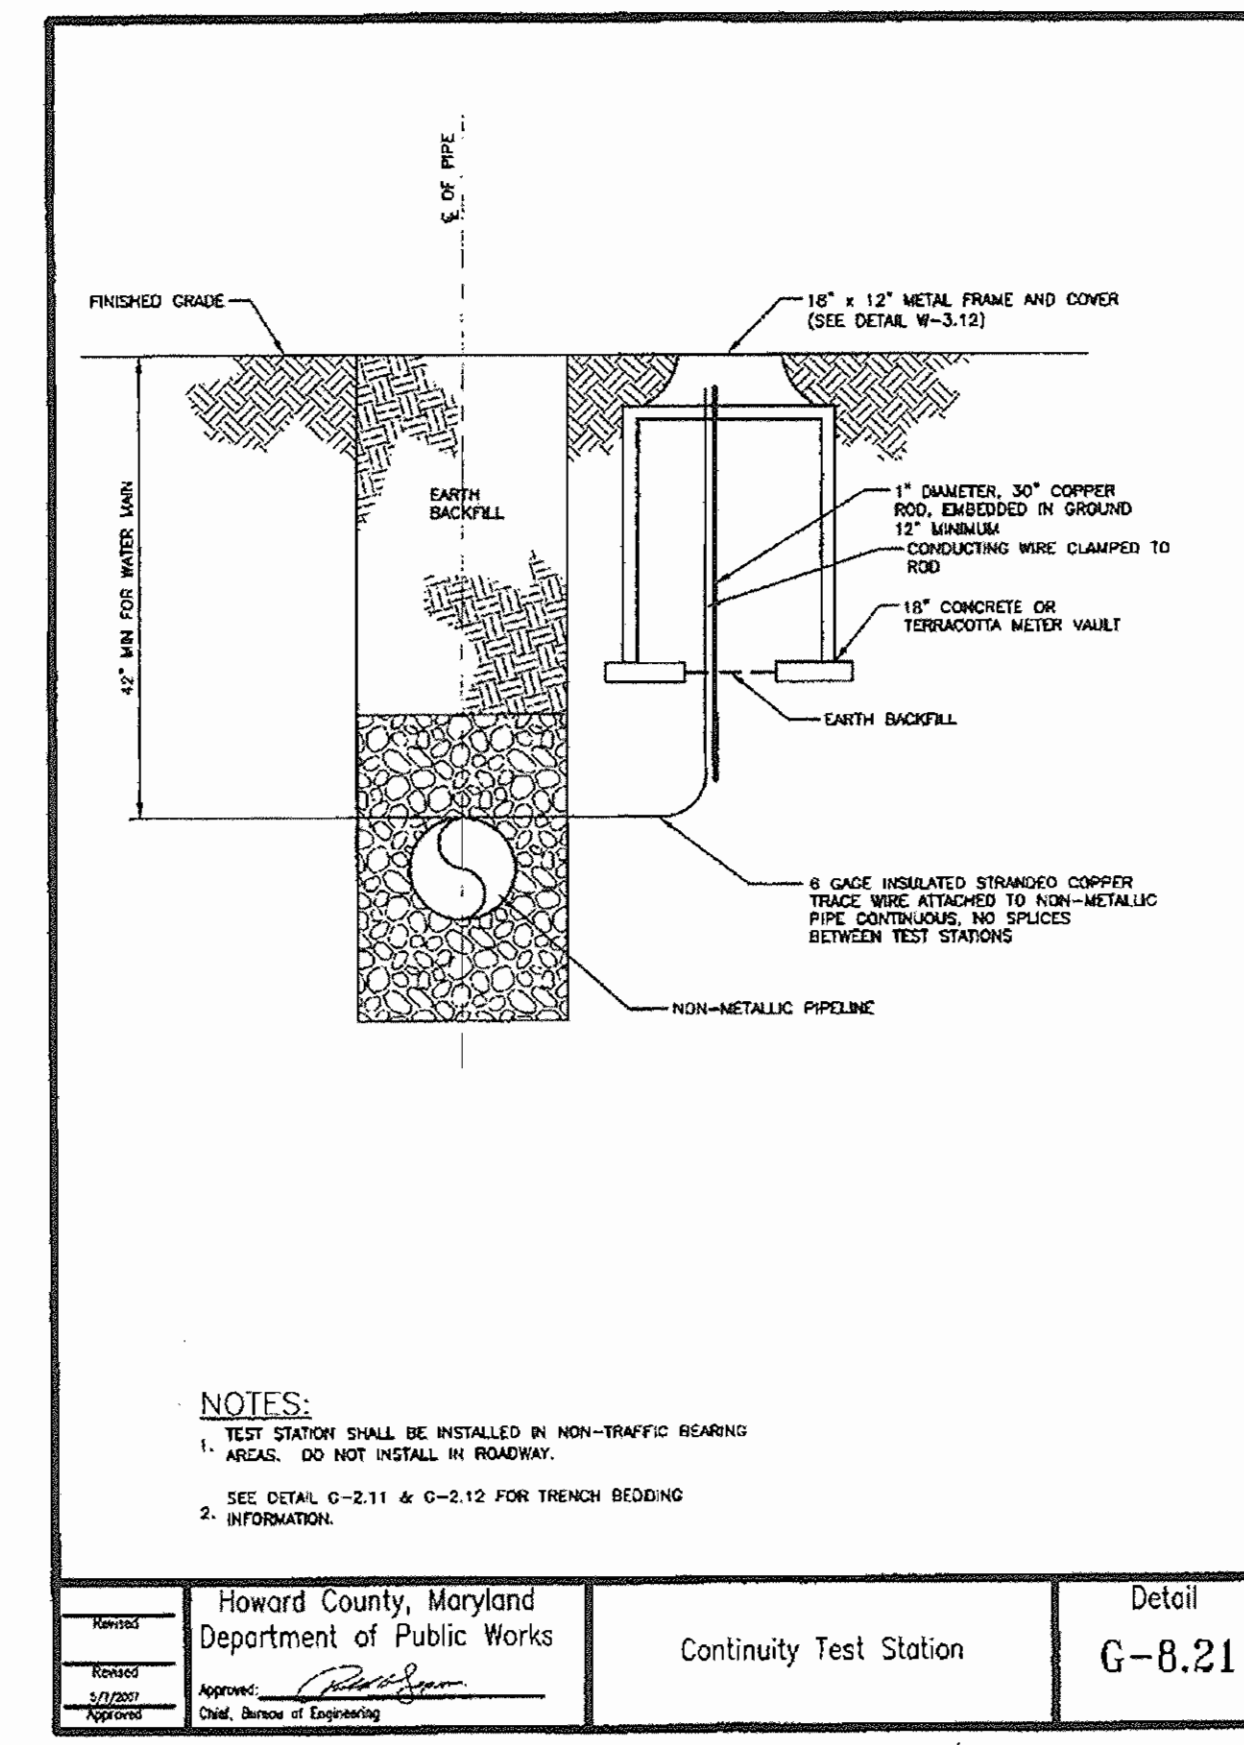 ℄ OF PIPE
FINISHED GRADE
18" x 12" METAL FRAME AND COVER
(SEE DETAIL W-3.12)
42" MIN FOR WATER MAIN
EARTH
BACKFILL
1" DIAMETER, 30" COPPER
ROD, EMBEDDED IN GROUND
12" MINIMUM
CONDUCTING WIRE CLAMPED TO
ROD
18" CONCRETE OR
TERRACOTTA METER VAULT
EARTH BACKFILL
6 GAGE INSULATED STRANDED COPPER
TRACE WIRE ATTACHED TO NON-METALLIC
PIPE CONTINUOUS, NO SPLICES
BETWEEN TEST STATIONS
NON-METALLIC PIPELINE
NOTES:
1. TEST STATION SHALL BE INSTALLED IN NON-TRAFFIC BEARING
AREAS. DO NOT INSTALL IN ROADWAY.
2. SEE DETAIL G-2.11 & G-2.12 FOR TRENCH BEDDING
INFORMATION.
Revised
Revised
5/7/2007
Approved
Howard County, Maryland
Department of Public Works
Approved:
Chief, Bureau of Engineering
Continuity Test Station
Detail
G-8.21